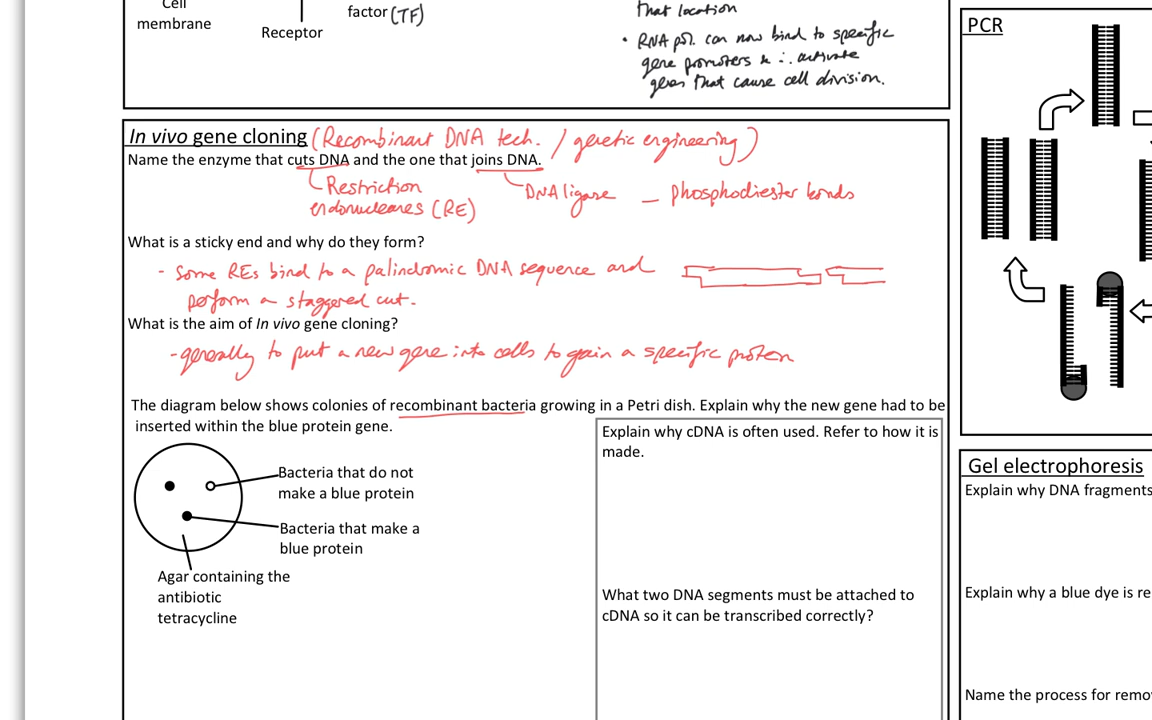 Cell
membrane
factor (TF)
Receptor
that location
• RNA pol. can now bind to specific
gene promoters & ∴ activate
genes that cause cell division.
In vivo gene cloning (Recombinant DNA tech. / genetic engineering)
Name the enzyme that cuts DNA and the one that joins DNA.
Restriction
endonucleases (RE)
DNA ligase – phosphodiester bonds
What is a sticky end and why do they form?
- Some REs bind to a palindromic DNA sequence and
perform a staggered cut.
What is the aim of In vivo gene cloning?
- generally to put a new gene into cells to gain a specific protein
The diagram below shows colonies of recombinant bacteria growing in a Petri dish. Explain why the new gene had to be
inserted within the blue protein gene.
Bacteria that do not
make a blue protein
Bacteria that make a
blue protein
Agar containing the
antibiotic
tetracycline
Explain why cDNA is often used. Refer to how it is
made.
What two DNA segments must be attached to
cDNA so it can be transcribed correctly?
PCR
Gel electrophoresis
Explain why DNA fragments
Explain why a blue dye is re
Name the process for remo